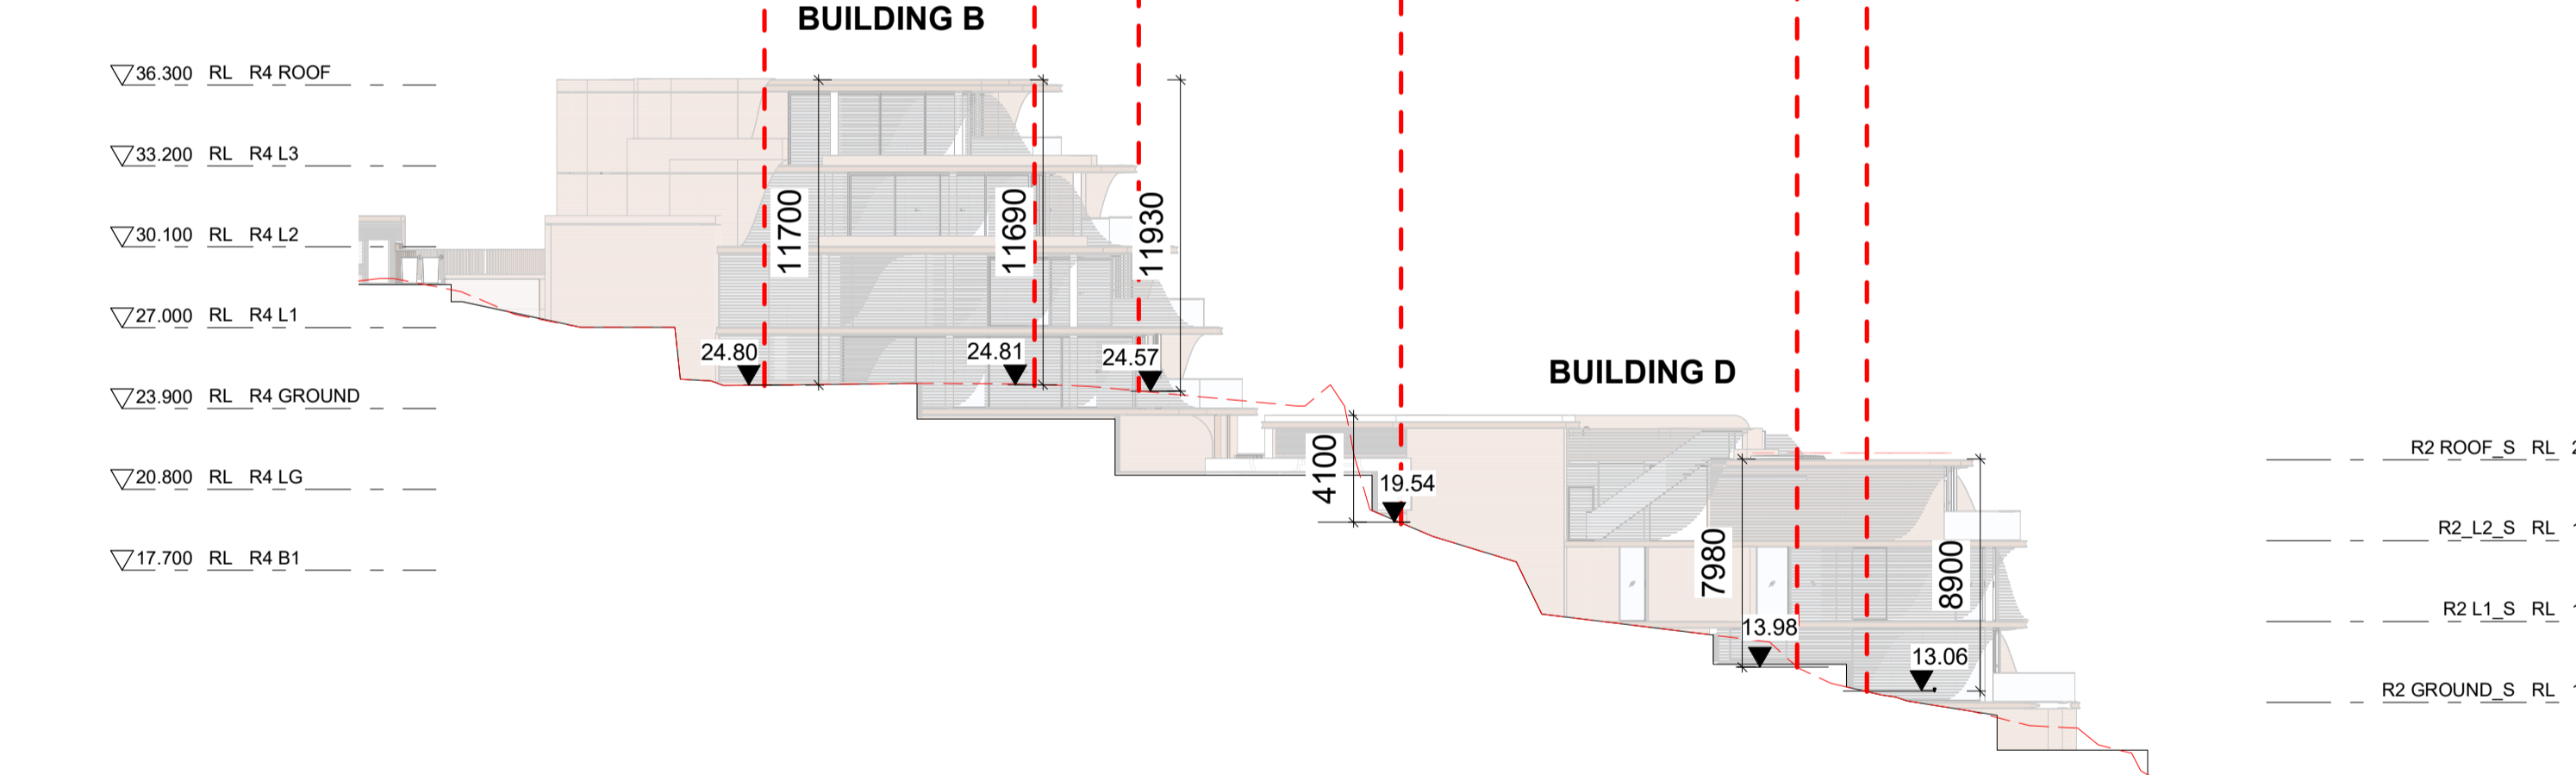 BUILDING B
36.300 RL R4 ROOF
33.200 RL R4 L3
30.100 RL R4 L2
27.000 RL R4 L1
23.900 RL R4 GROUND
20.800 RL R4 LG
17.700 RL R4 B1
11700
11690
11930
24.80
24.81
24.57
BUILDING D
4100
19.54
7980
8900
13.98
13.06
R2 ROOF_S RL
R2_L2_S RL
R2 L1_S RL
R2 GROUND_S RL